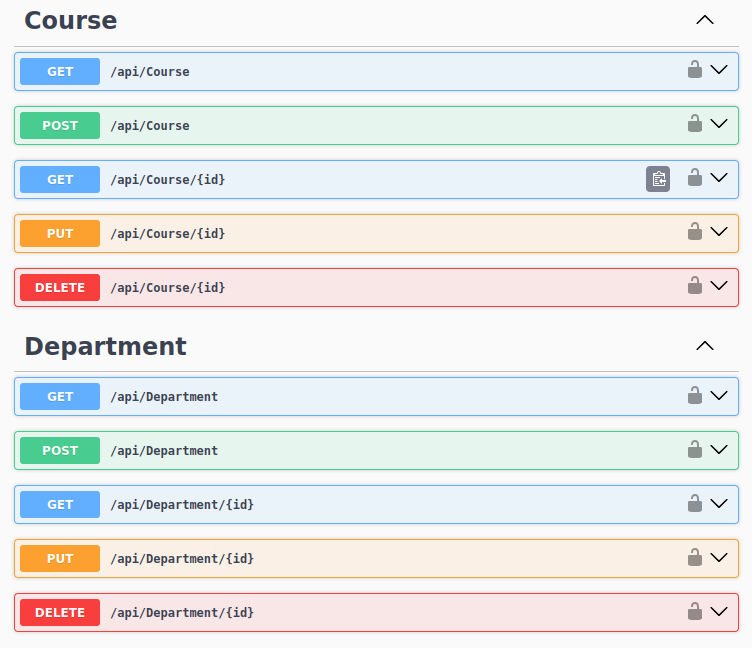 Course
GET /api/Course
POST /api/Course
GET /api/Course/{id}
PUT /api/Course/{id}
DELETE /api/Course/{id}
Department
GET /api/Department
POST /api/Department
GET /api/Department/{id}
PUT /api/Department/{id}
DELETE /api/Department/{id}